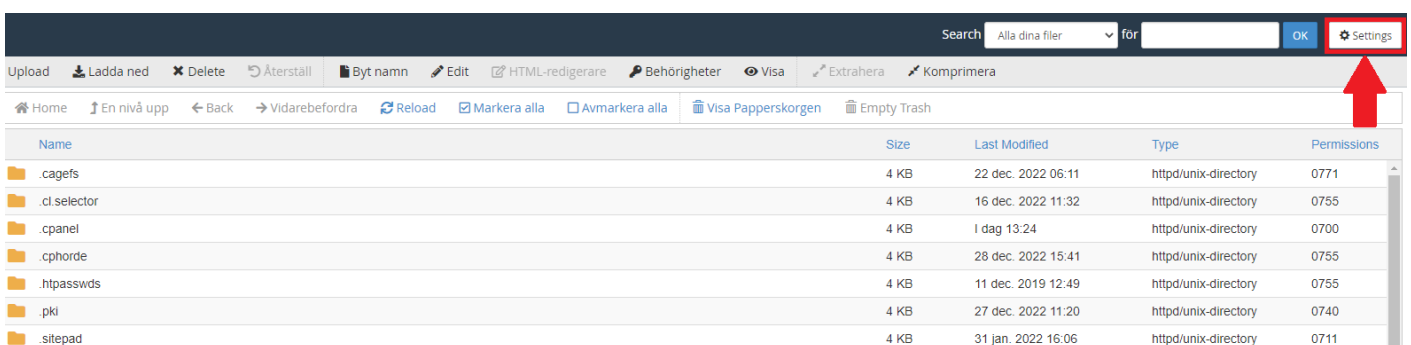 Search Alla dina filer för OK Settings
Upload Ladda ned Delete Återställ Byt namn Edit HTML-redigerare Behörigheter Visa Extrahera Komprimera
Home En nivå upp Back Vidarebefordra Reload Markera alla Avmarkera alla Visa Papperskorgen Empty Trash
Name Size Last Modified Type Permissions
.cagefs 4 KB 22 dec. 2022 06:11 httpd/unix-directory 0771
.cl.selector 4 KB 16 dec. 2022 11:32 httpd/unix-directory 0755
.cpanel 4 KB I dag 13:24 httpd/unix-directory 0700
.cphorde 4 KB 28 dec. 2022 15:41 httpd/unix-directory 0755
.htpasswds 4 KB 11 dec. 2019 12:49 httpd/unix-directory 0755
.pki 4 KB 27 dec. 2022 11:20 httpd/unix-directory 0740
.sitepad 4 KB 31 jan. 2022 16:06 httpd/unix-directory 0711